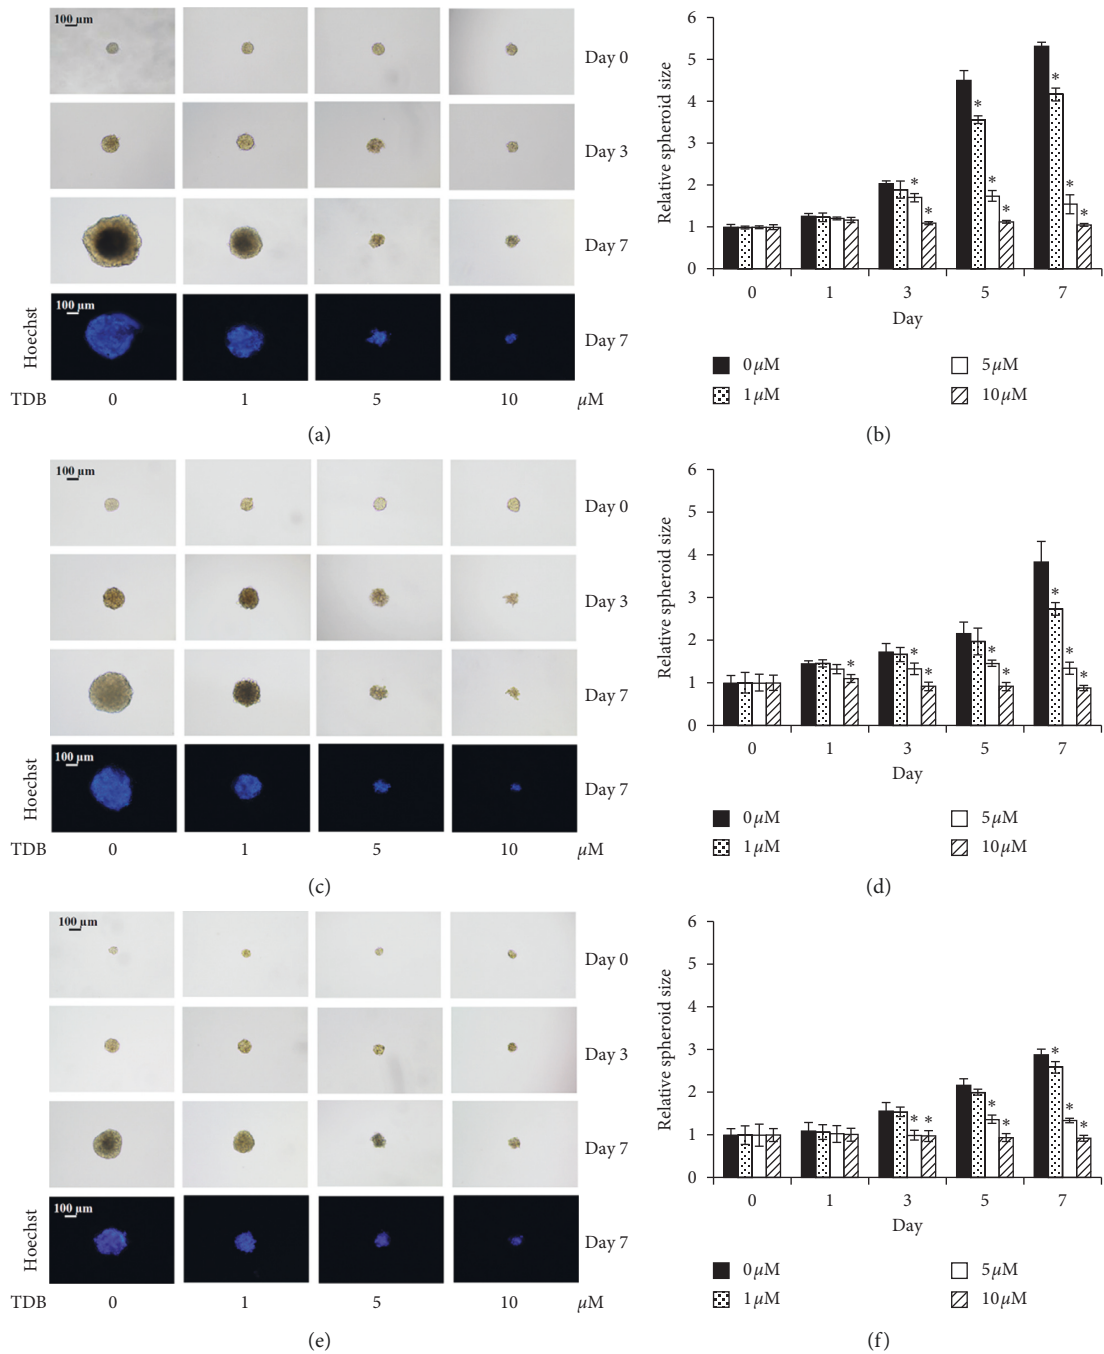 100 µm
Day 0
Day 3
Day 7
100 µm
Hoechst
Day 7
TDB 0 1 5 10 µM
(a)
Relative spheroid size
6
5
4
3
2
1
0
* * * * * * * *
0 1 3 5 7
Day
0 µM 5 µM
1 µM 10 µM
(b)
100 µm
Day 0
Day 3
Day 7
100 µm
Hoechst
Day 7
TDB 0 1 5 10 µM
(c)
Relative spheroid size
6
5
4
3
2
1
0
* * * * * * * *
0 1 3 5 7
Day
0 µM 5 µM
1 µM 10 µM
(d)
100 µm
Day 0
Day 3
Day 7
100 µm
Hoechst
Day 7
TDB 0 1 5 10 µM
(e)
Relative spheroid size
6
5
4
3
2
1
0
* * * * * * *
0 1 3 5 7
Day
0 µM 5 µM
1 µM 10 µM
(f)